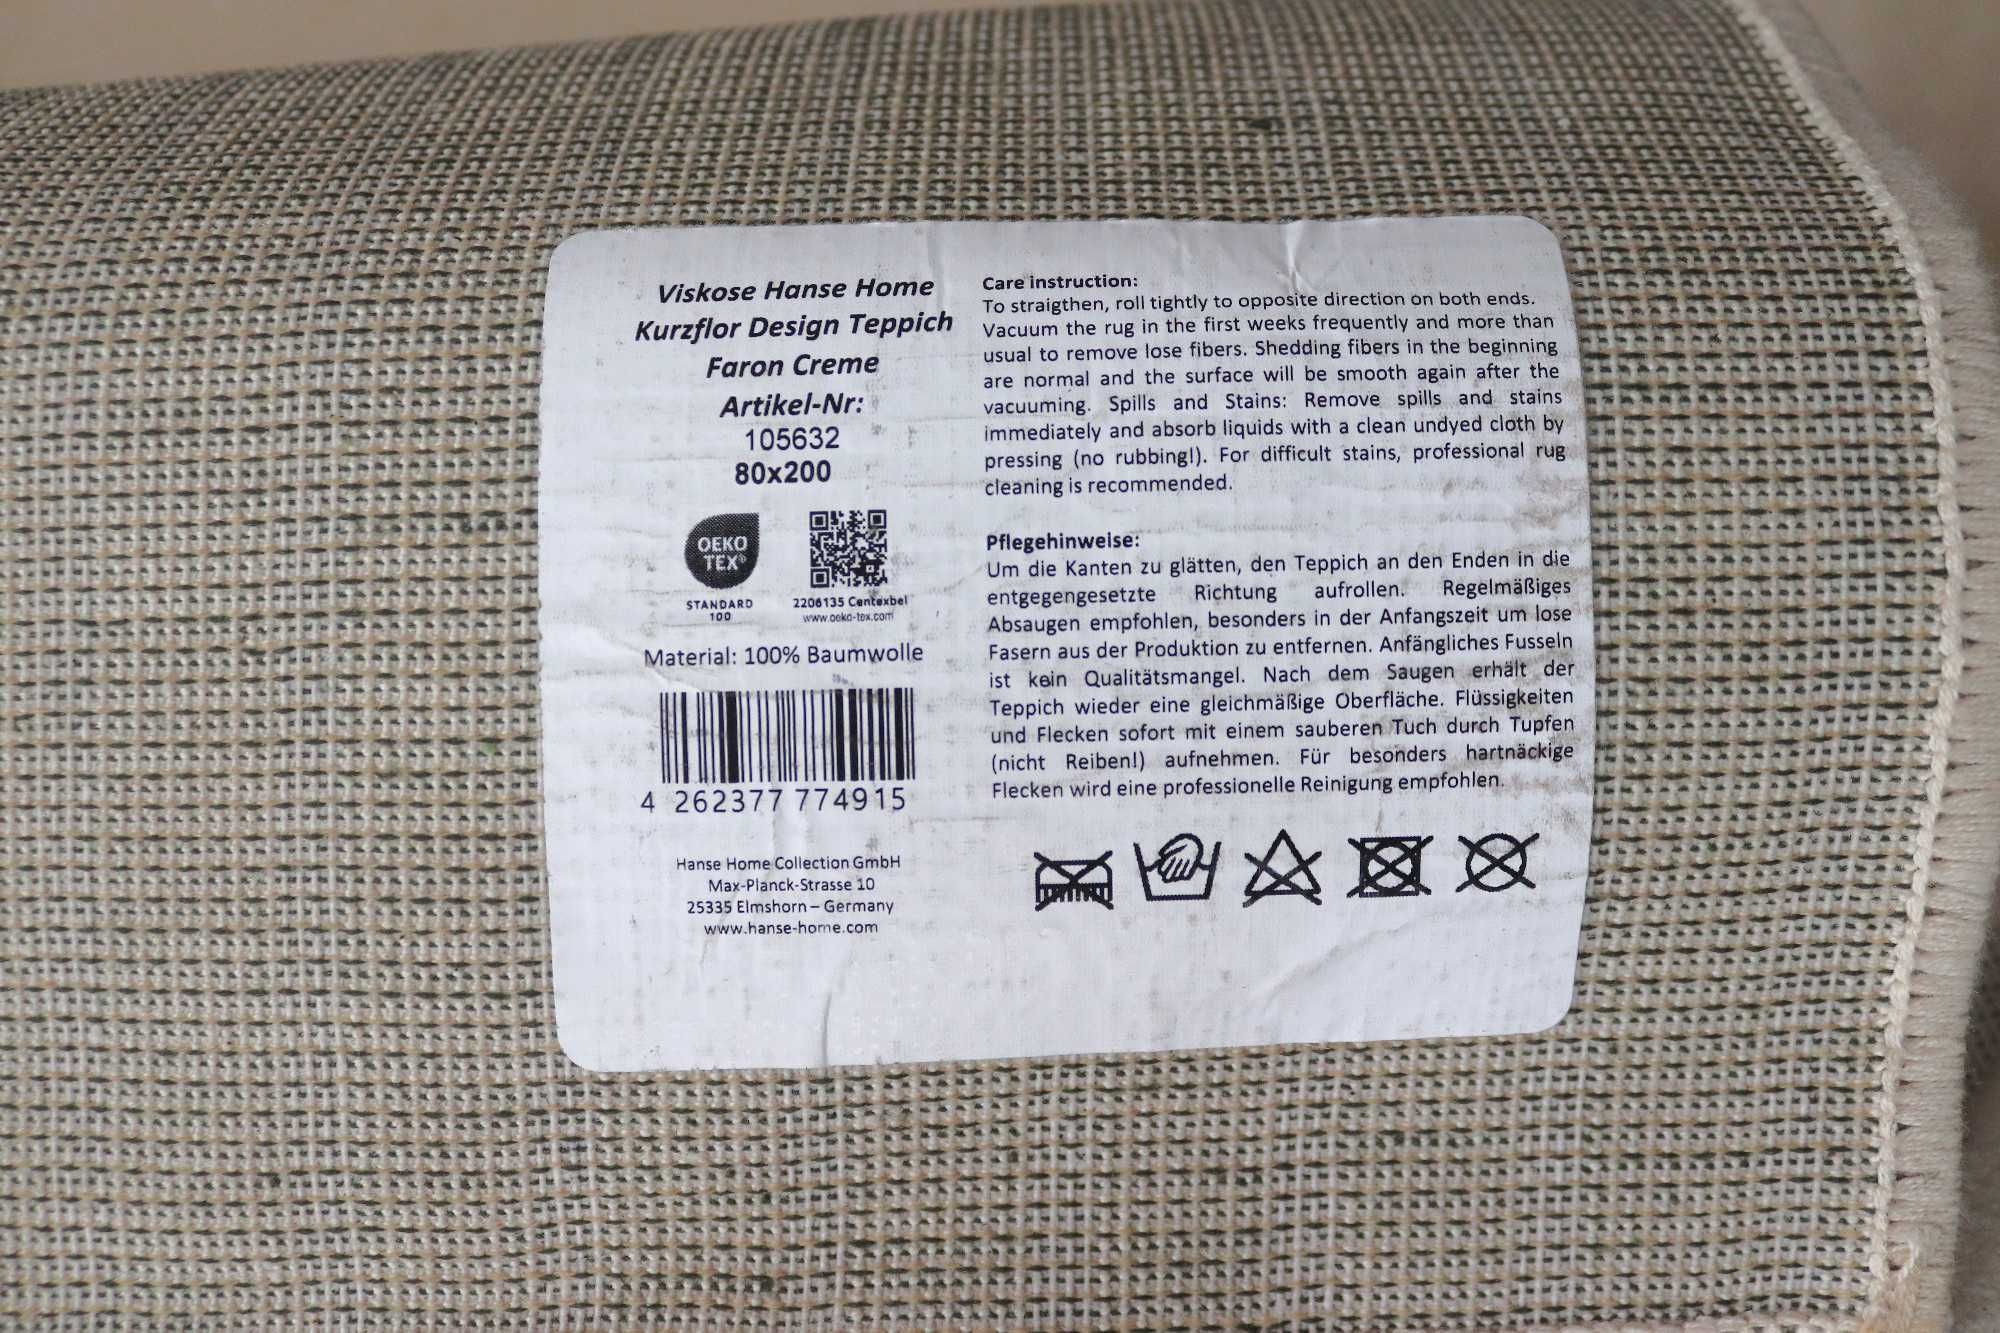 Viskose Hanse Home
Kurzflor Design Teppich
Faron Creme
Artikel-Nr:
105632
80x200
OEKO
TEX®
STANDARD
100
2206135 Centexbel
www.oeko-tex.com
Material: 100% Baumwolle
4 262377 774915
Hanse Home Collection GmbH
Max-Planck-Strasse 10
25335 Elmshorn – Germany
www.hanse-home.com
Care instruction:
To straigthen, roll tightly to opposite direction on both ends.
Vacuum the rug in the first weeks frequently and more than
usual to remove lose fibers. Shedding fibers in the beginning
are normal and the surface will be smooth again after the
vacuuming. Spills and Stains: Remove spills and stains
immediately and absorb liquids with a clean undyed cloth by
pressing (no rubbing!). For difficult stains, professional rug
cleaning is recommended.
Pflegehinweise:
Um die Kanten zu glätten, den Teppich an den Enden in die
entgegengesetzte Richtung aufrollen. Regelmäßiges
Absaugen empfohlen, besonders in der Anfangszeit um lose
Fasern aus der Produktion zu entfernen. Anfängliches Fusseln
ist kein Qualitätsmangel. Nach dem Saugen erhält der
Teppich wieder eine gleichmäßige Oberfläche. Flüssigkeiten
und Flecken sofort mit einem sauberen Tuch durch Tupfen
(nicht Reiben!) aufnehmen. Für besonders hartnäckige
Flecken wird eine professionelle Reinigung empfohlen.